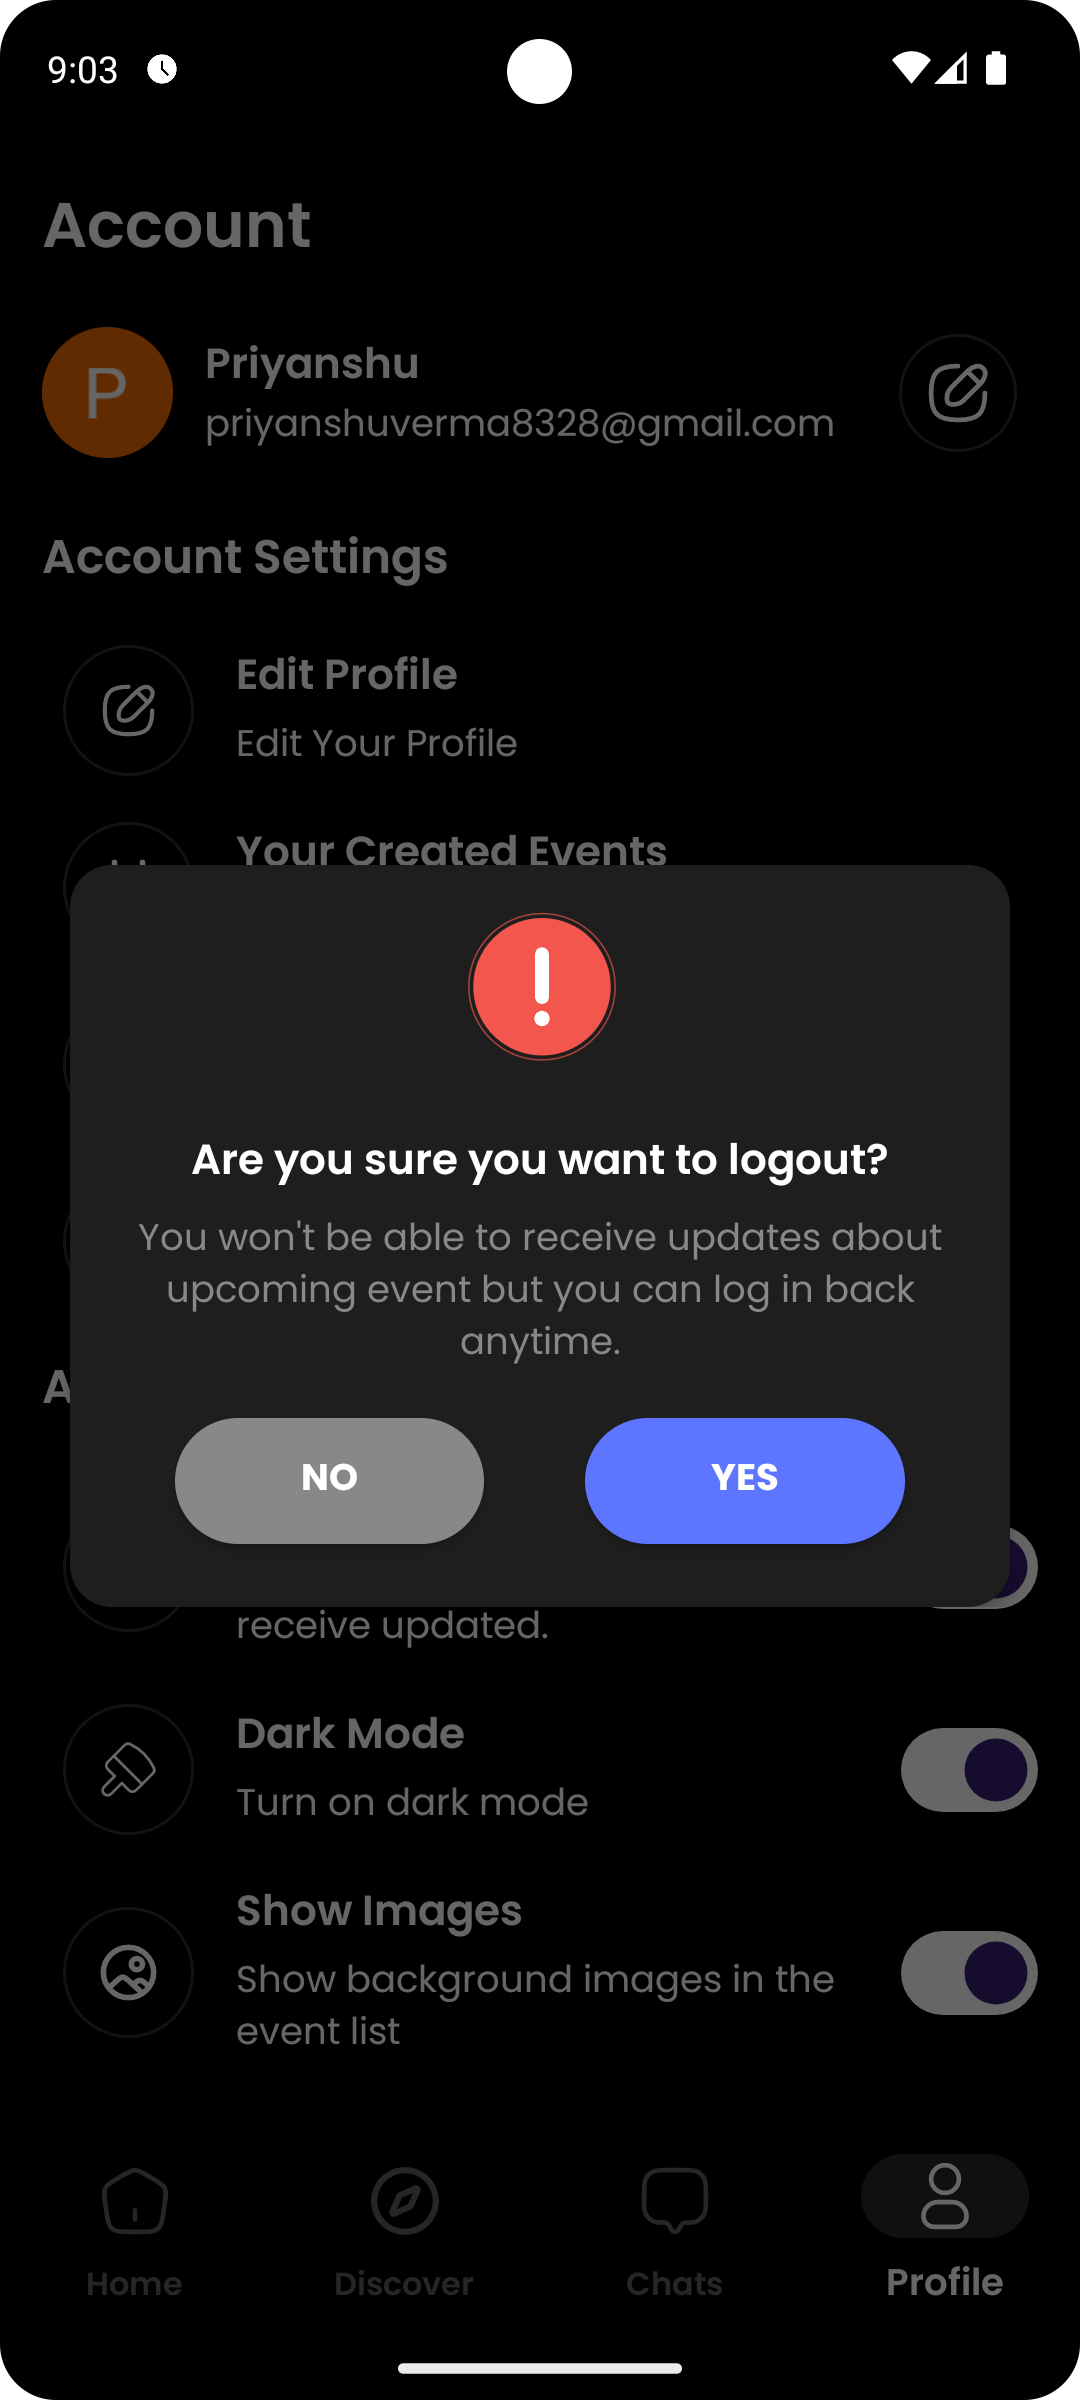 9:03
Account
P
Priyanshu
priyanshuverma8328@gmail.com
Account Settings
Edit Profile
Edit Your Profile
Your Created Events
Are you sure you want to logout?
You won't be able to receive updates about
upcoming event but you can log in back
anytime.
NO
YES
receive updated.
Dark Mode
Turn on dark mode
Show Images
Show background images in the
event list
Home
Discover
Chats
Profile